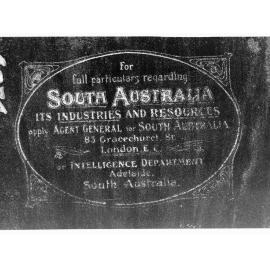 For
full particulars regarding
SOUTH AUSTRALIA
ITS INDUSTRIES AND RESOURCES
apply AGENT GENERAL for SOUTH AUSTRALIA
85 Gracechurch St
London E.C.
or INTELLIGENCE DEPARTMENT
Adelaide,
South Australia.